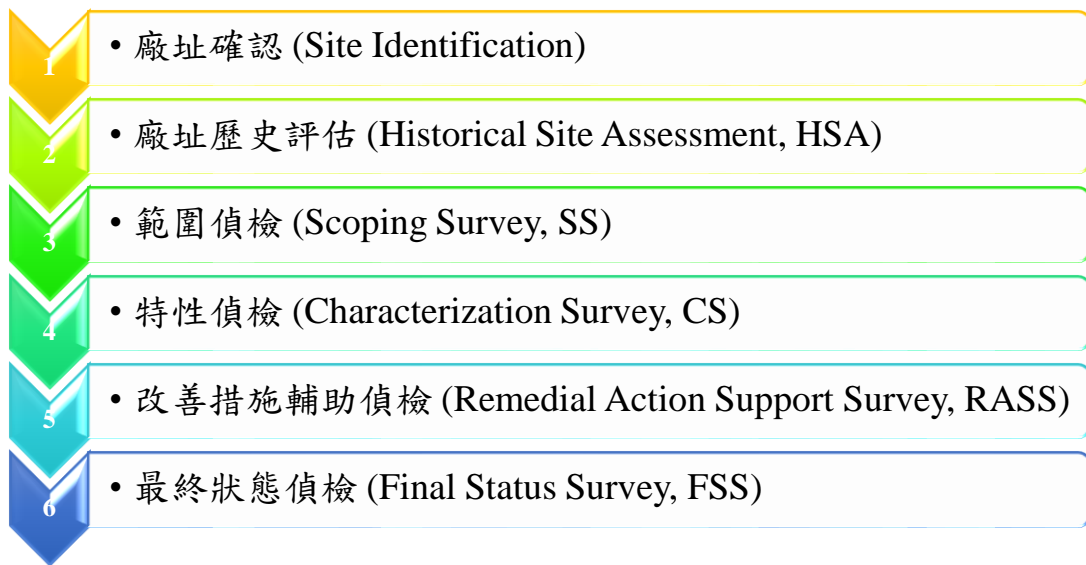 1 • 廠址確認 (Site Identification)
2 • 廠址歷史評估 (Historical Site Assessment, HSA)
3 • 範圍偵檢 (Scoping Survey, SS)
4 • 特性偵檢 (Characterization Survey, CS)
5 • 改善措施輔助偵檢 (Remedial Action Support Survey, RASS)
6 • 最終狀態偵檢 (Final Status Survey, FSS)